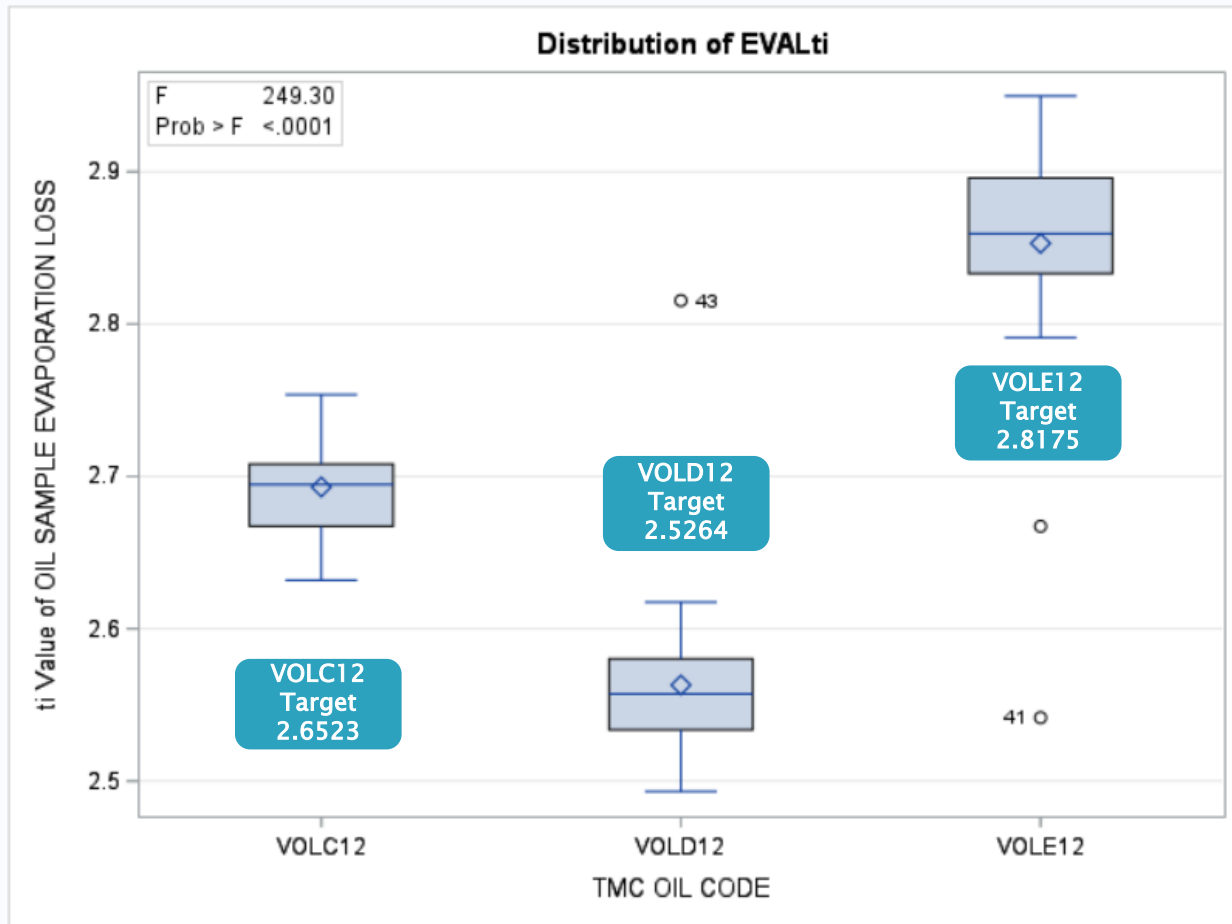 Distribution of EVALti
F 249.30
Prob > F <.0001
ti Value of OIL SAMPLE EVAPORATION LOSS
2.9
2.8
2.7
2.6
2.5
43
41
VOLC12
Target
2.6523
VOLD12
Target
2.5264
VOLE12
Target
2.8175
VOLC12
VOLD12
VOLE12
TMC OIL CODE